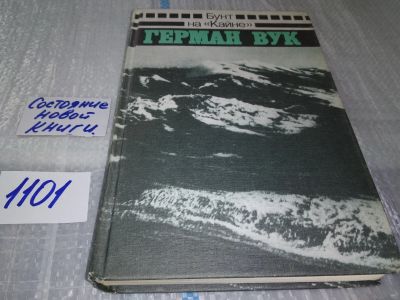 Бунт
на «Кайне»
ГЕРМАН ВУК
Состояние
новой
книги.
1101